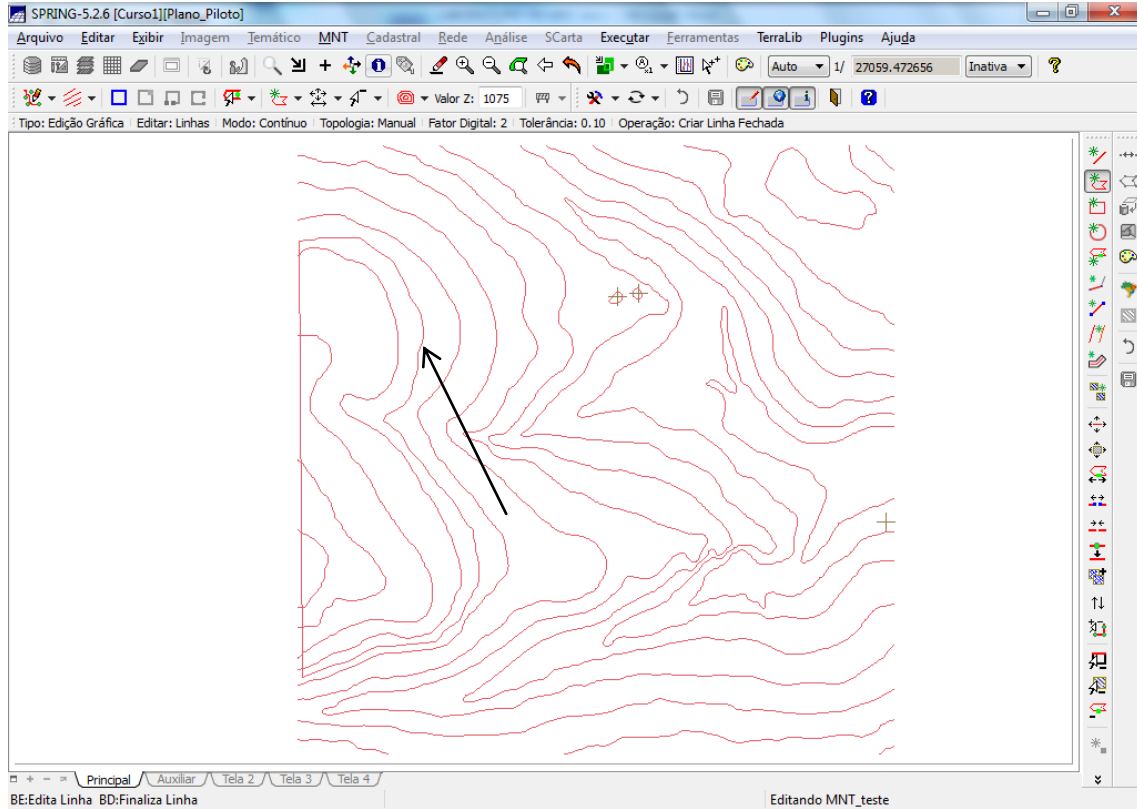 SPRING-5.2.6 [Curso1][Plano_Piloto]
Arquivo Editar Exibir Imagem Temático MNT Cadastral Rede Análise SCarta Executar Ferramentas TerraLib Plugins Ajuda
Auto 1/ 27059.472656 Inativa
Valor Z: 1075
Tipo: Edição Gráfica Editar: Linhas Modo: Contínuo Topologia: Manual Fator Digital: 2 Tolerância: 0.10 Operação: Criar Linha Fechada
Principal Auxiliar Tela 2 Tela 3 Tela 4
BE:Edita Linha BD:Finaliza Linha Editando MNT_teste